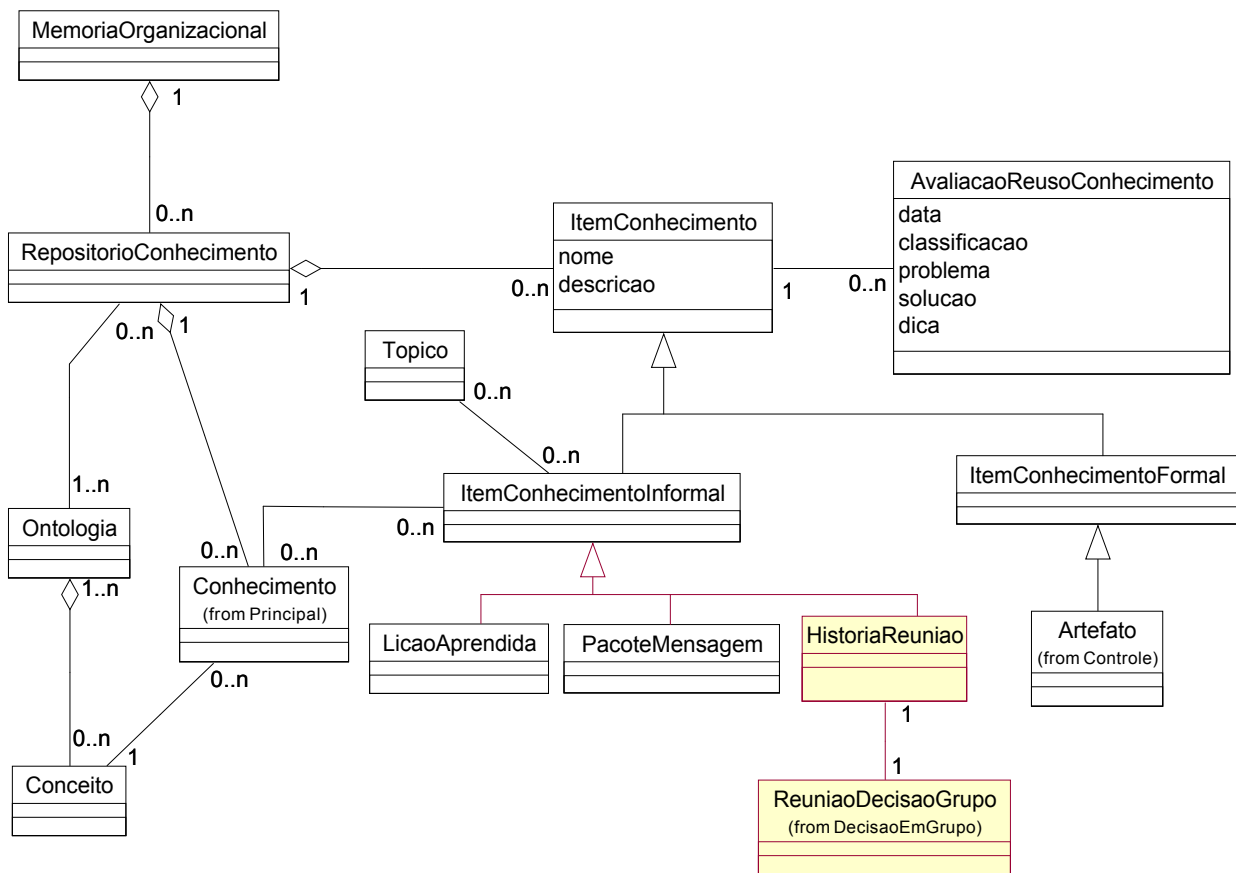 MemoriaOrganizacional
1
0..n
RepositorioConhecimento
1
0..n
ItemConhecimento
nome
descricao
1
0..n
AvaliacaoReusoConhecimento
data
classificacao
problema
solucao
dica
0..n
1
Topico
0..n
0..n
ItemConhecimentoInformal
0..n
ItemConhecimentoFormal
1..n
Ontologia
1..n
0..n
0..n
Conhecimento
(from Principal)
0..n
LicaoAprendida
PacoteMensagem
HistoriaReuniao
1
Artefato
(from Controle)
0..n
1
Conceito
1
ReuniaoDecisaoGrupo
(from DecisaoEmGrupo)